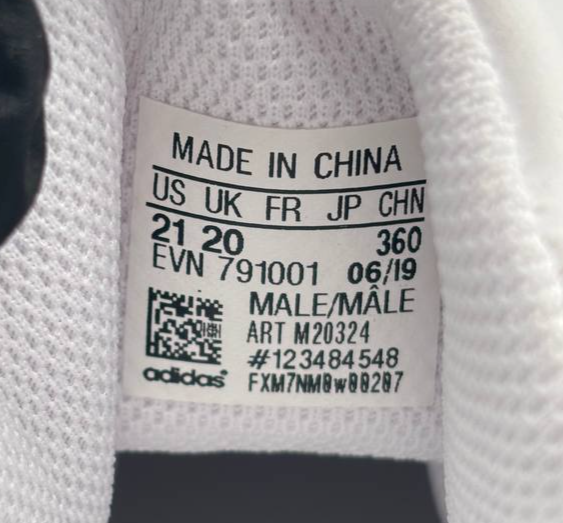 MADE IN CHINA
US UK FR JP CHN
21 20 360
EVN 791001 06/19
MALE/MÂLE
ART M20324
#123484548
adidas FXM7NM0w00207